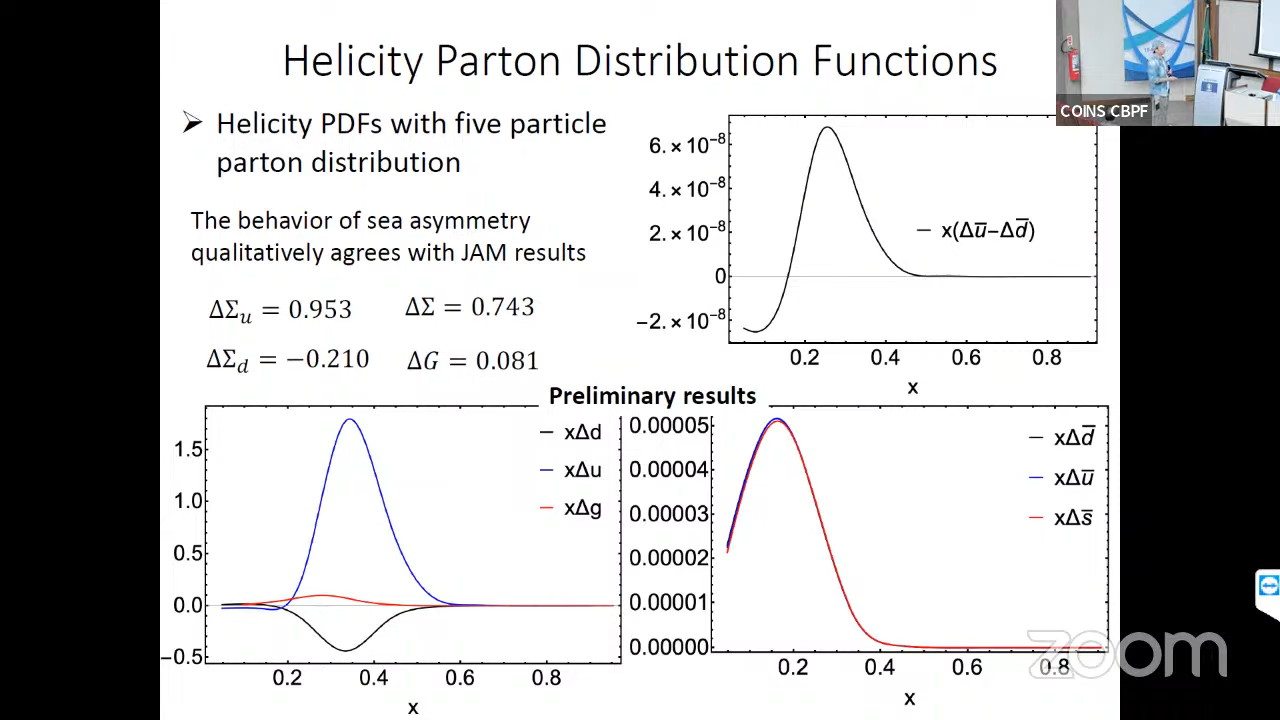 Helicity Parton Distribution Functions
COINS CBPF
➢ Helicity PDFs with five particle
parton distribution
The behavior of sea asymmetry
qualitatively agrees with JAM results
ΔΣ_u = 0.953
ΔΣ = 0.743
ΔΣ_d = −0.210
ΔG = 0.081
6.×10⁻⁸
4.×10⁻⁸
2.×10⁻⁸
0
−2.×10⁻⁸
x(Δu̅−Δd̅)
0.2 0.4 0.6 0.8
x
Preliminary results
1.5
1.0
0.5
0.0
−0.5
xΔd
xΔu
xΔg
0.2 0.4 0.6 0.8
x
0.00005
0.00004
0.00003
0.00002
0.00001
0.00000
xΔd̅
xΔu̅
xΔs̅
0.2 0.4 0.6 0.8
x
zoom